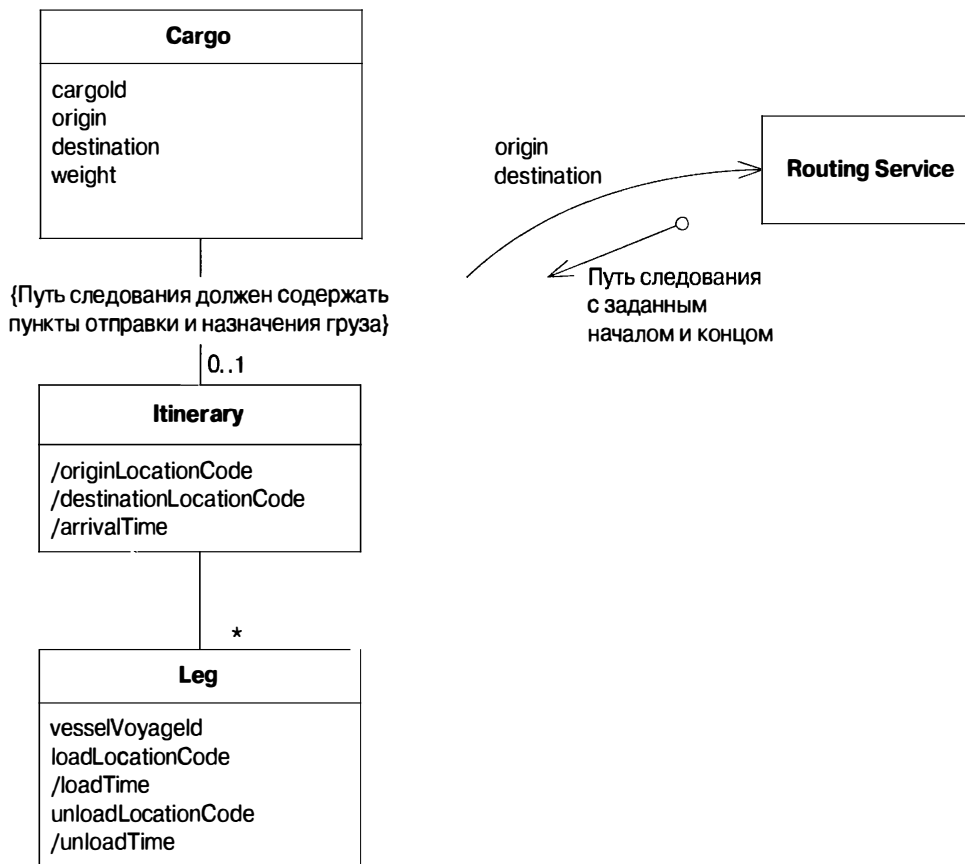 Cargo
cargoId
origin
destination
weight
{Путь следования должен содержать
пункты отправки и назначения груза}
0..1
Itinerary
/originLocationCode
/destinationLocationCode
/arrivalTime
*
Leg
vesselVoyageId
loadLocationCode
/loadTime
unloadLocationCode
/unloadTime
origin
destination
Routing Service
Путь следования
с заданным
началом и концом